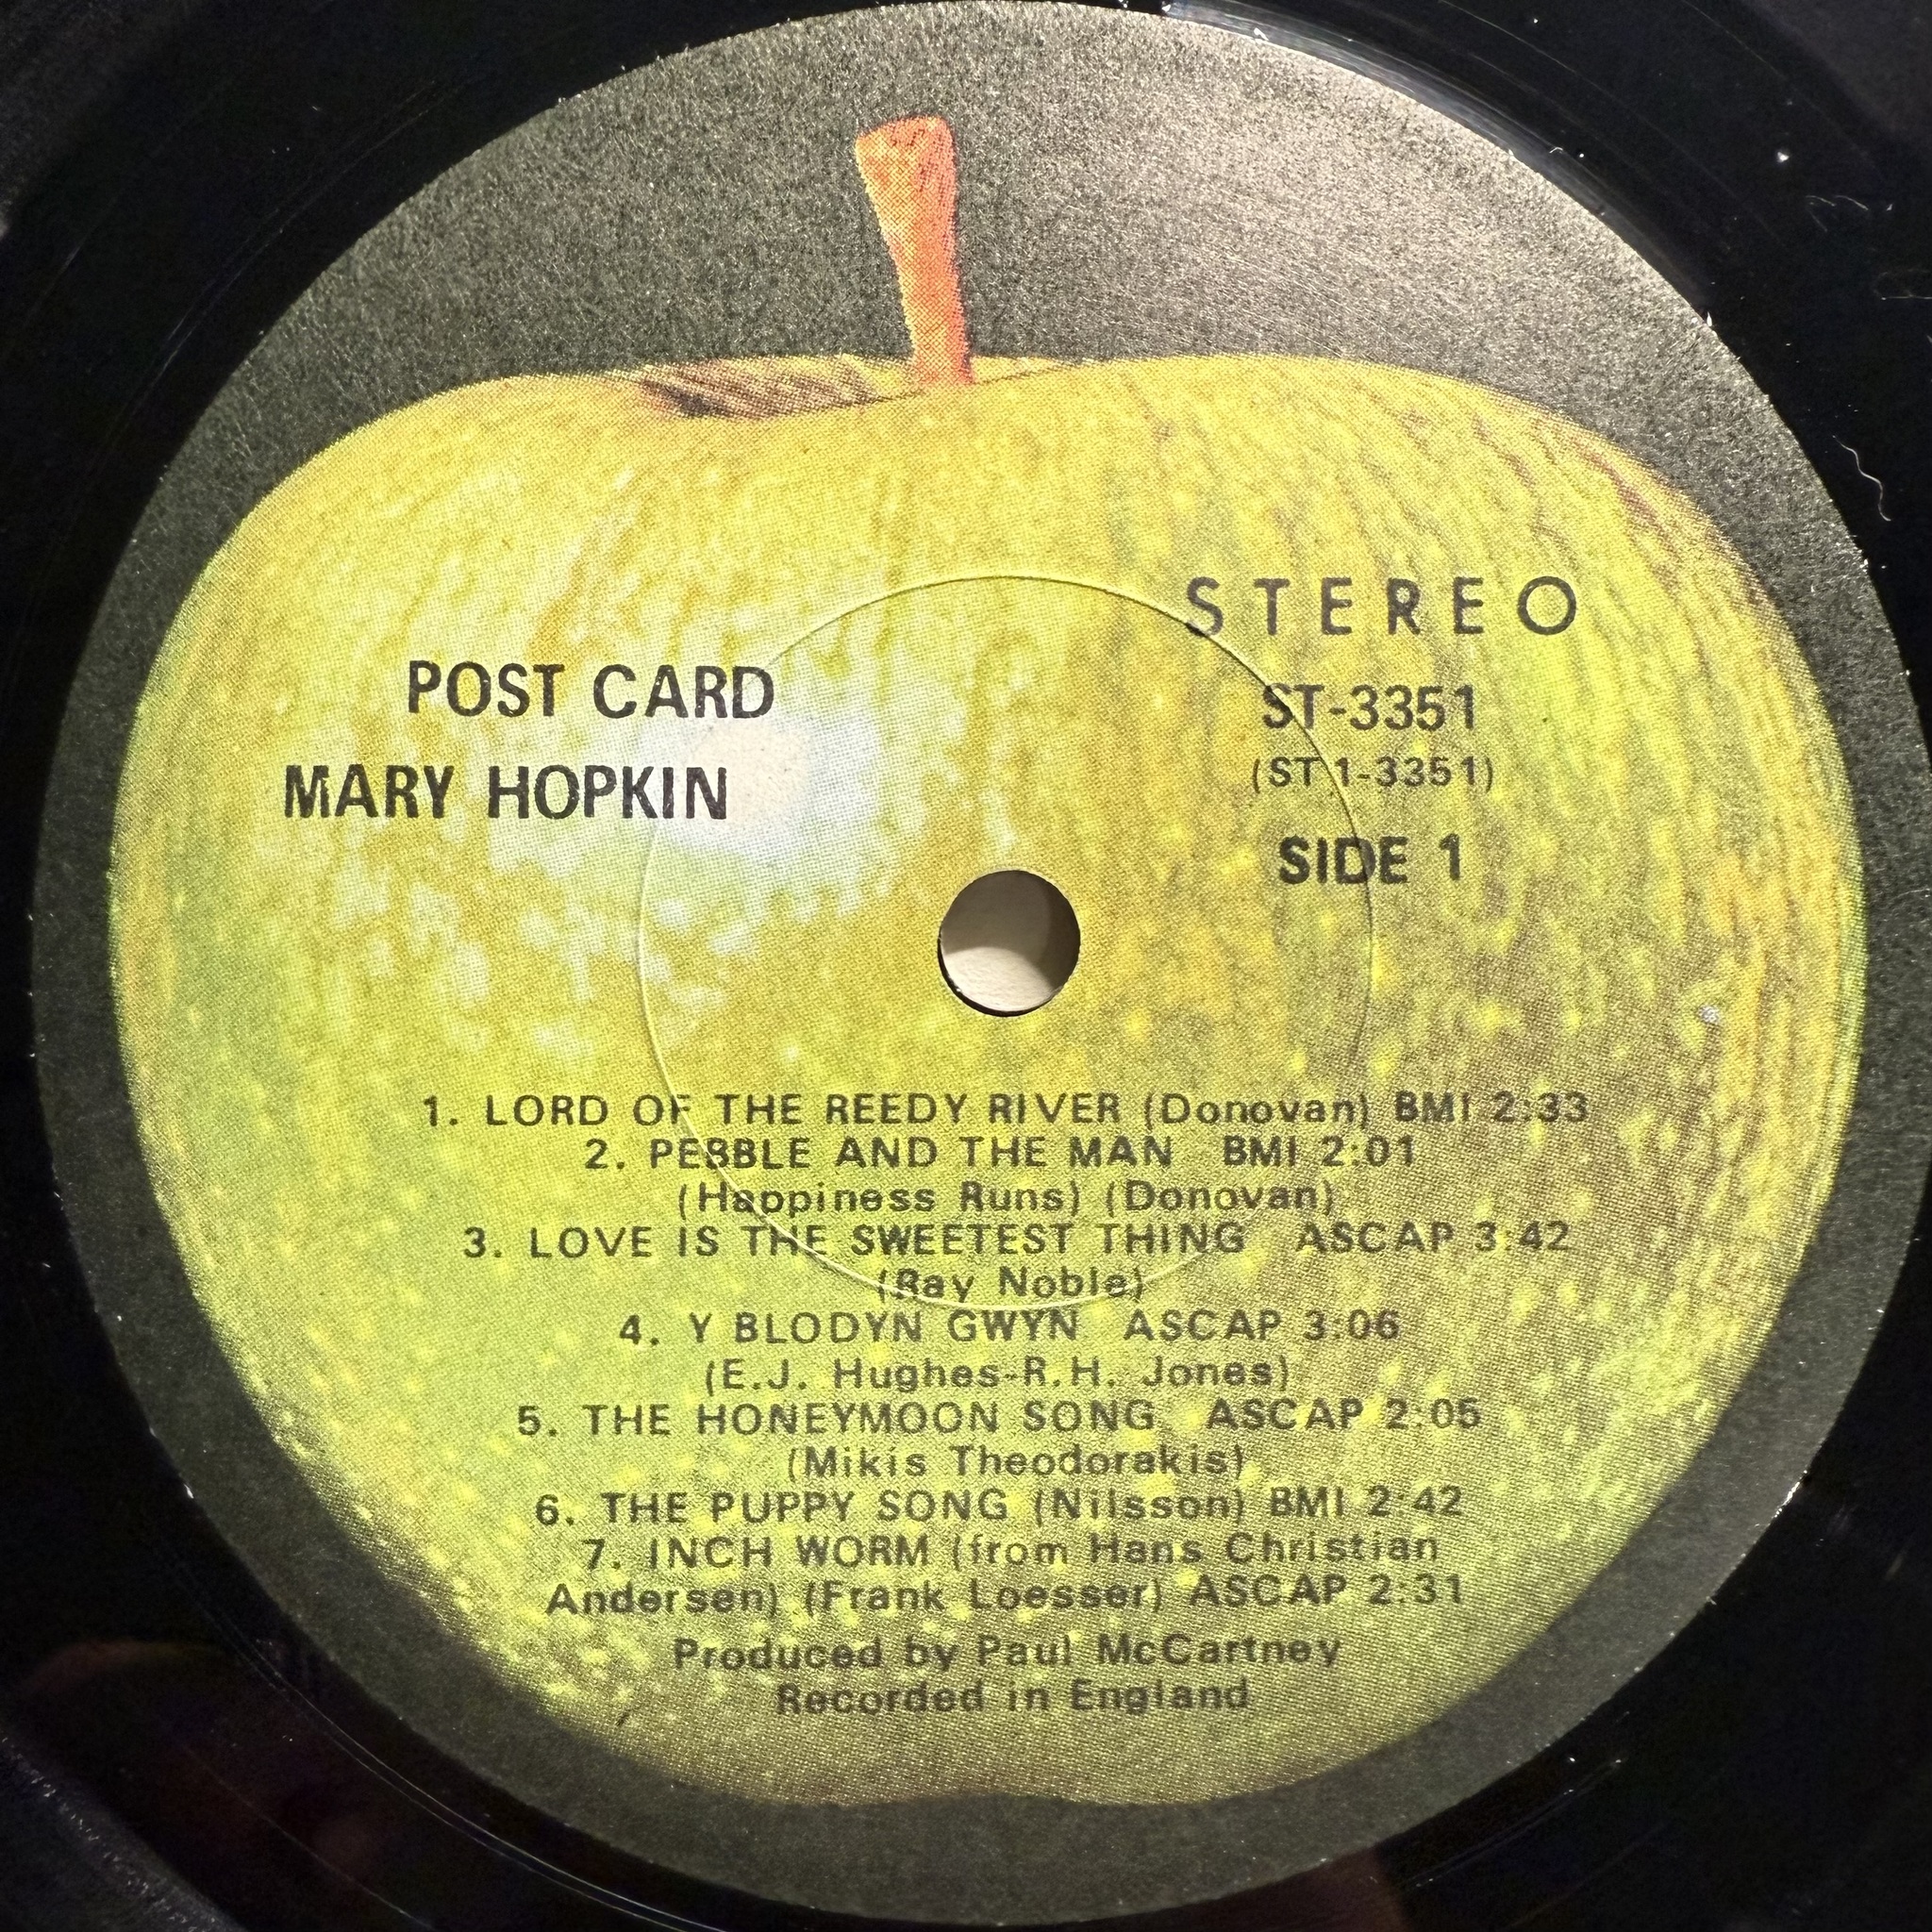 POST CARD
MARY HOPKIN
STEREO
ST-3351
(ST 1-3351)
SIDE 1
1. LORD OF THE REEDY RIVER (Donovan) BMI 2:33
2. PEBBLE AND THE MAN BMI 2:01
(Happiness Runs) (Donovan)
3. LOVE IS THE SWEETEST THING ASCAP 3:42
(Ray Noble)
4. Y BLODYN GWYN ASCAP 3:06
(E.J. Hughes-R.H. Jones)
5. THE HONEYMOON SONG ASCAP 2:05
(Mikis Theodorakis)
6. THE PUPPY SONG (Nilsson) BMI 2:42
7. INCH WORM (from Hans Christian
Andersen) (Frank Loesser) ASCAP 2:31
Produced by Paul McCartney
Recorded in England